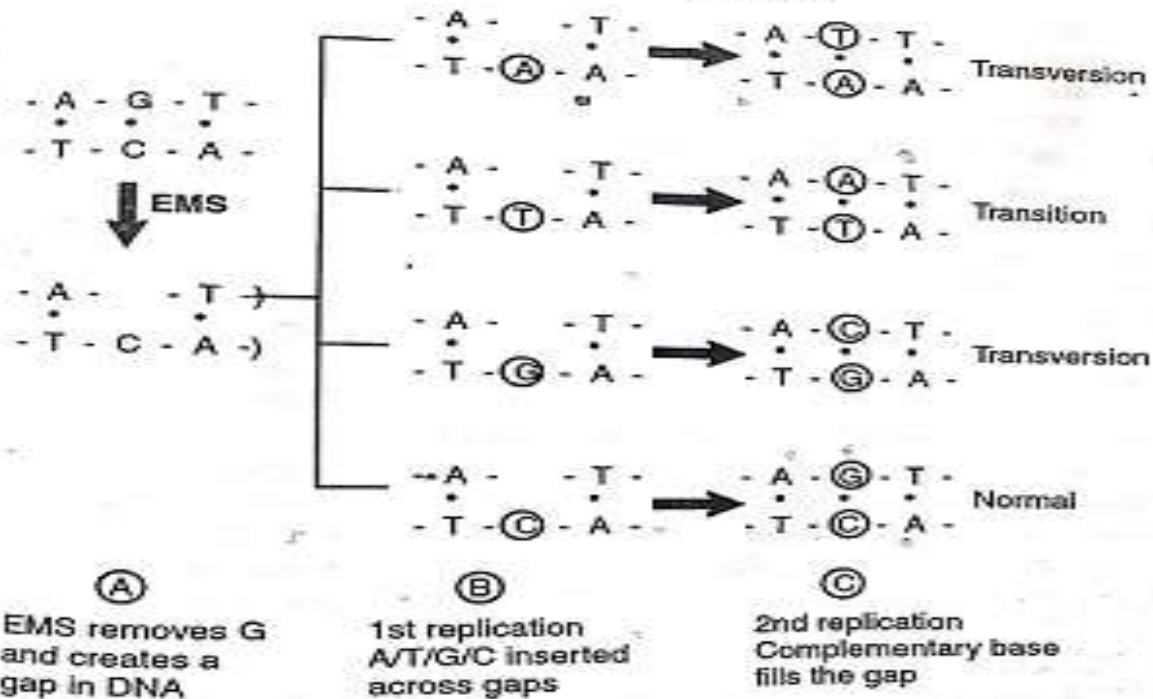 - A - - T -
- T - Ⓐ - A -
- A - Ⓣ - T -
- T - Ⓐ - A -
Transversion
- A - G - T -
- T - C - A -
EMS
- A - - T -)
- T - C - A -)
- A - - T -
- T - Ⓣ - A -
- A - Ⓐ - T -
- T - Ⓣ - A -
Transition
- A - - T -
- T - Ⓖ - A -
- A - Ⓒ - T -
- T - Ⓖ - A -
Transversion
- A - - T -
- T - Ⓒ - A -
- A - Ⓖ - T -
- T - Ⓒ - A -
Normal
Ⓐ
EMS removes G
and creates a
gap in DNA
Ⓑ
1st replication
A/T/G/C inserted
across gaps
Ⓒ
2nd replication
Complementary base
fills the gap